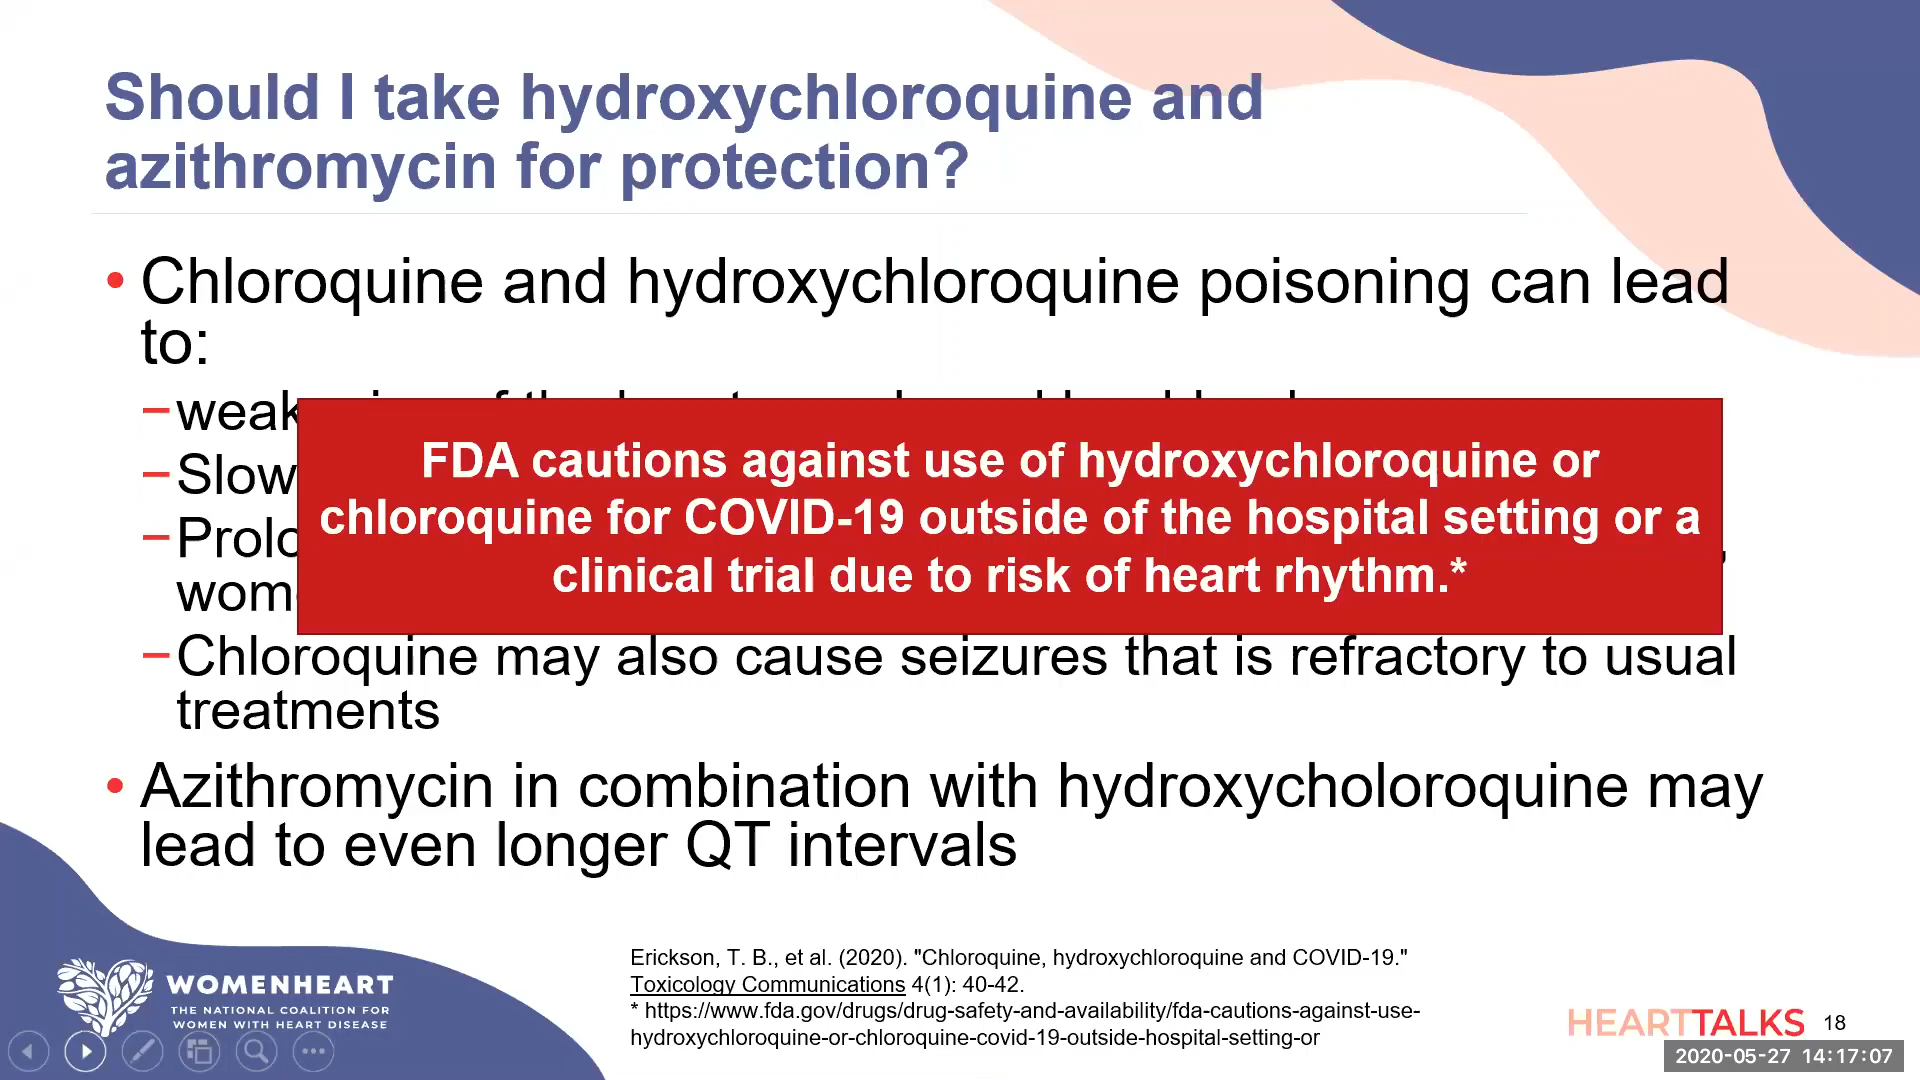 Should I take hydroxychloroquine and
azithromycin for protection?
• Chloroquine and hydroxychloroquine poisoning can lead
to:
FDA cautions against use of hydroxychloroquine or
chloroquine for COVID-19 outside of the hospital setting or a
clinical trial due to risk of heart rhythm.*
–Chloroquine may also cause seizures that is refractory to usual
treatments
• Azithromycin in combination with hydroxycholoroquine may
lead to even longer QT intervals
Erickson, T. B., et al. (2020). "Chloroquine, hydroxychloroquine and COVID-19."
Toxicology Communications 4(1): 40-42.
* https://www.fda.gov/drugs/drug-safety-and-availability/fda-cautions-against-use-
hydroxychloroquine-or-chloroquine-covid-19-outside-hospital-setting-or
WOMENHEART
THE NATIONAL COALITION FOR
WOMEN WITH HEART DISEASE
HEARTTALKS 18
2020-05-27 14:17:07